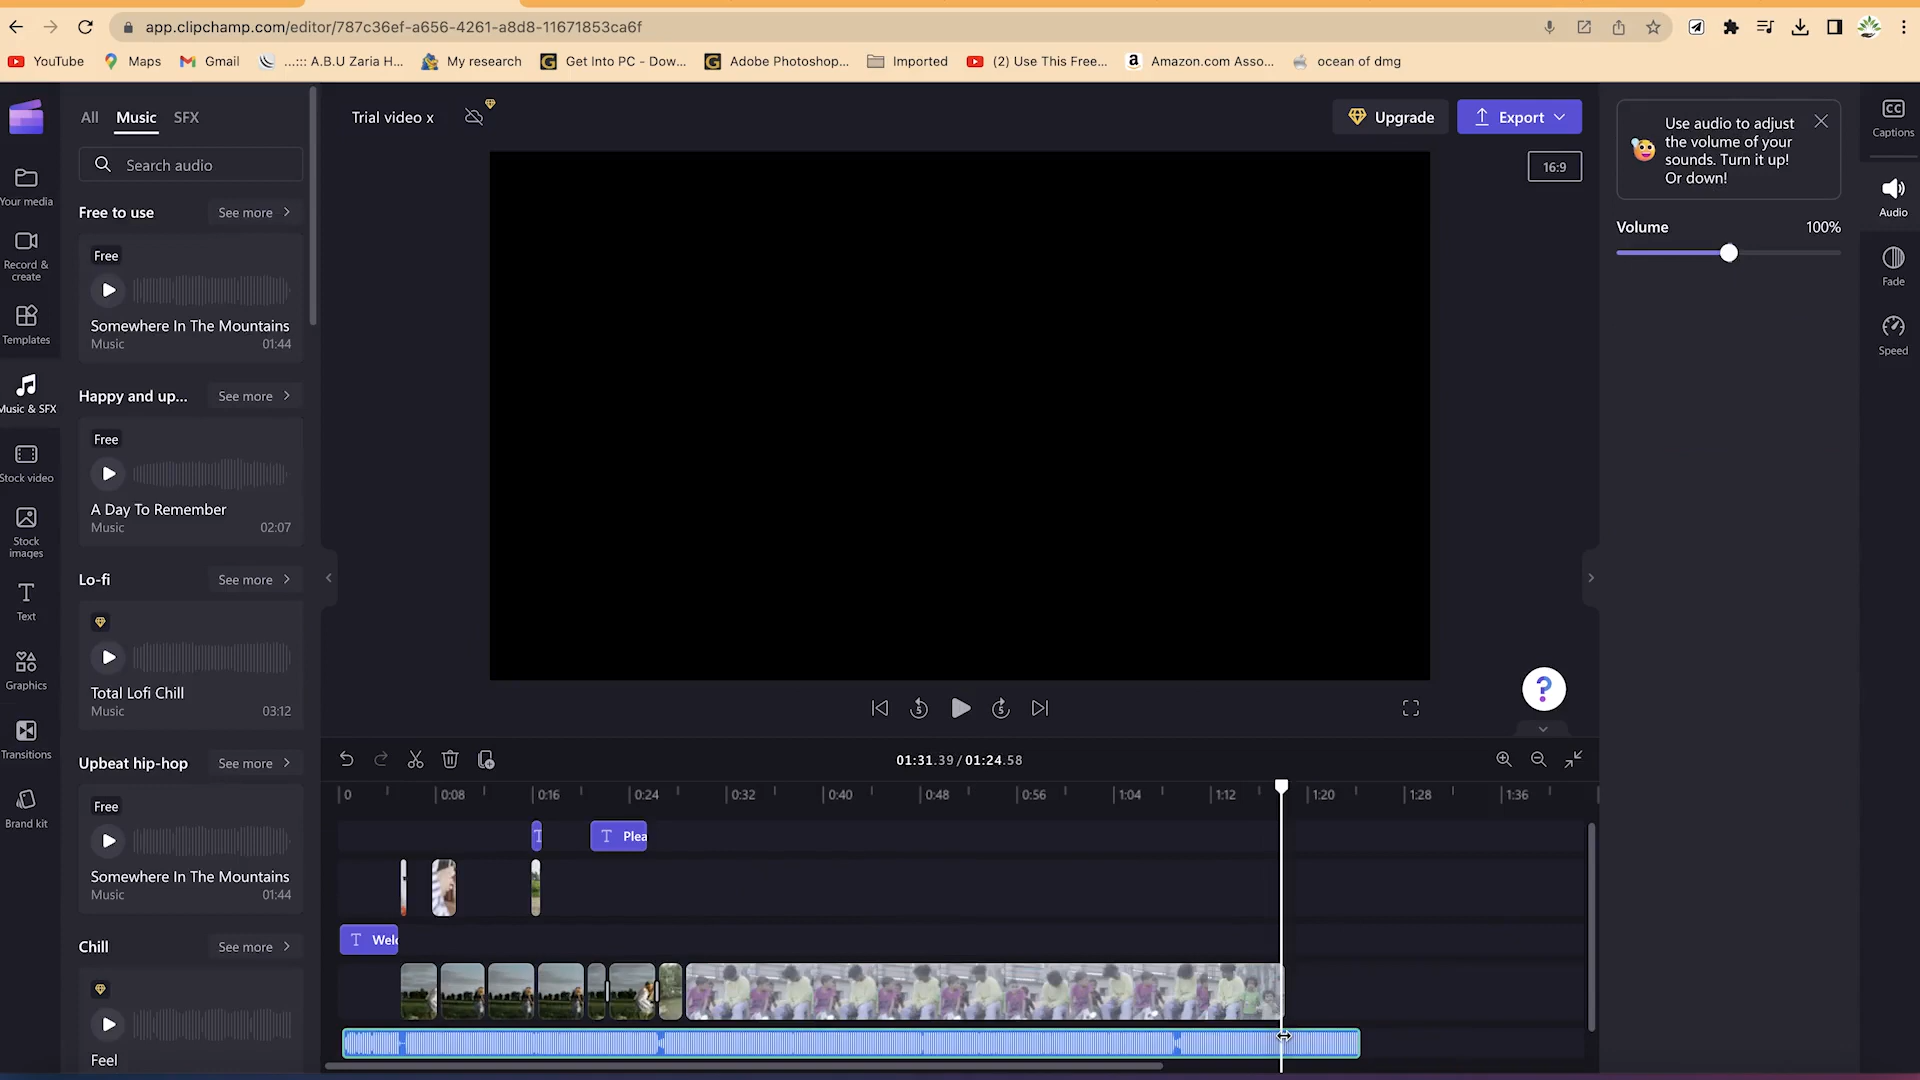 app.clipchamp.com/editor/787c36ef-a656-4261-a8d8-11671853ca6f
YouTube
Maps
Gmail
...::: A.B.U Zaria H...
My research
Get Into PC - Dow...
Adobe Photoshop...
Imported
(2) Use This Free...
Amazon.com Asso...
ocean of dmg
Your media
Record & create
Templates
Music & SFX
Stock video
Stock images
Text
Graphics
Transitions
Brand kit
All
Music
SFX
Search audio
Free to use
See more
Free
Somewhere In The Mountains
Music 01:44
Happy and up...
See more
Free
A Day To Remember
Music 02:07
Lo-fi
See more
Total Lofi Chill
Music 03:12
Upbeat hip-hop
See more
Free
Somewhere In The Mountains
Music 01:44
Chill
See more
Feel
Trial video x
Upgrade
Export
16:9
Use audio to adjust
the volume of your
sounds. Turn it up!
Or down!
Volume 100%
CC
Captions
Audio
Fade
Speed
5
5
?
01:31.39 / 01:24.58
0 0:08 0:16 0:24 0:32 0:40 0:48 0:56 1:04 1:12 1:20 1:28 1:36
T
T Plea
T Welc